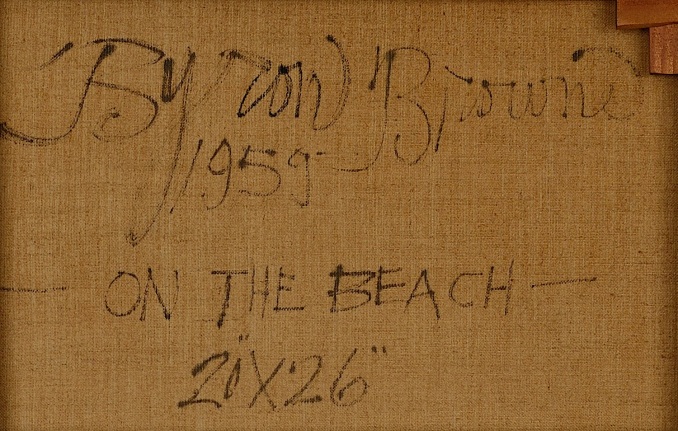 Byron Browne
1959
— ON THE BEACH —
20"X26"